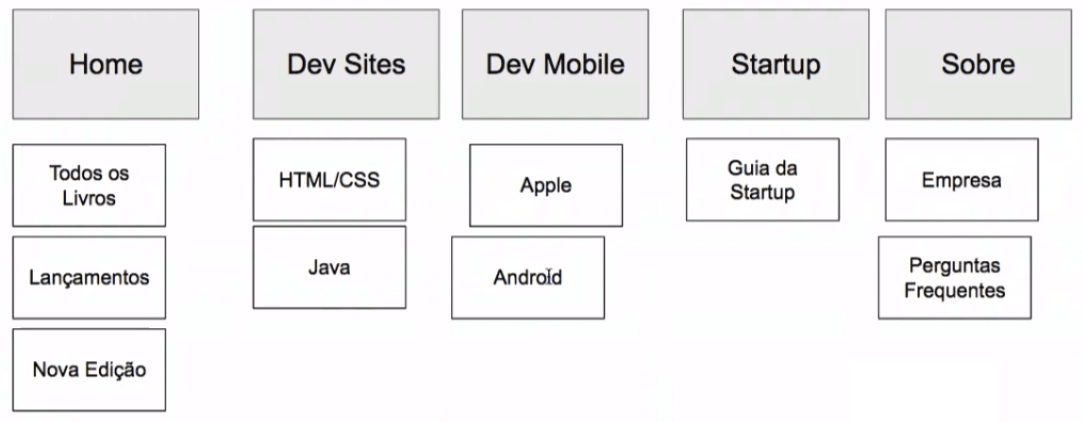 Home
Dev Sites
Dev Mobile
Startup
Sobre
Todos os
Livros
HTML/CSS
Apple
Guia da
Startup
Empresa
Lançamentos
Java
Android
Perguntas
Frequentes
Nova Edição